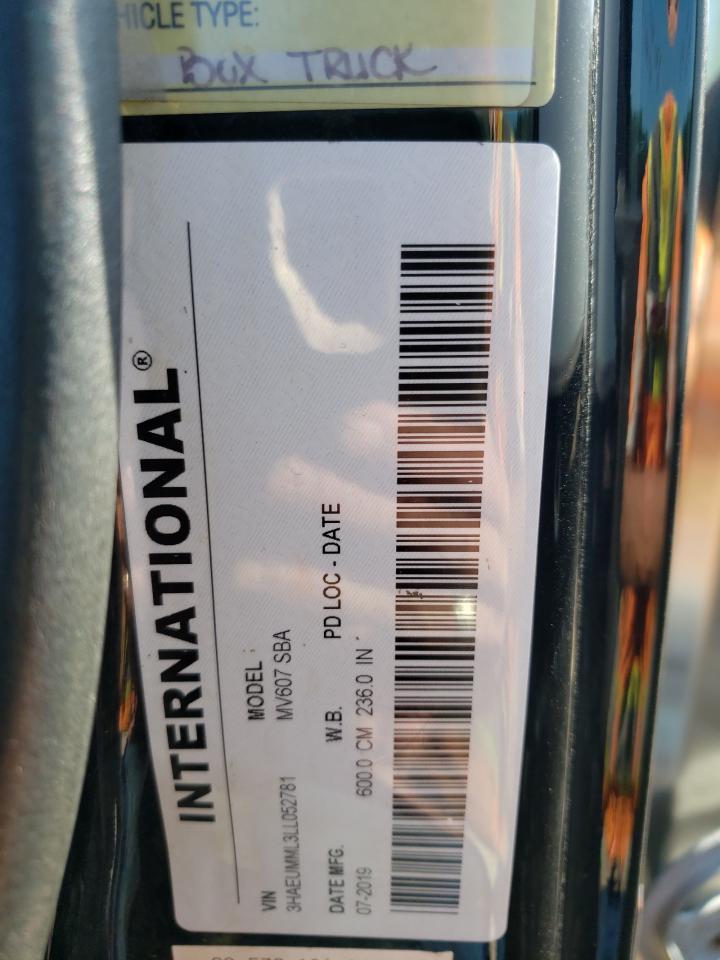 VEHICLE TYPE:
BOX TRUCK
INTERNATIONAL®
VIN MODEL
3HAEUMML3LL052781 MV607 SBA
DATE MFG. W.B. PD LOC - DATE
07-2019 600.0 CM 236.0 IN